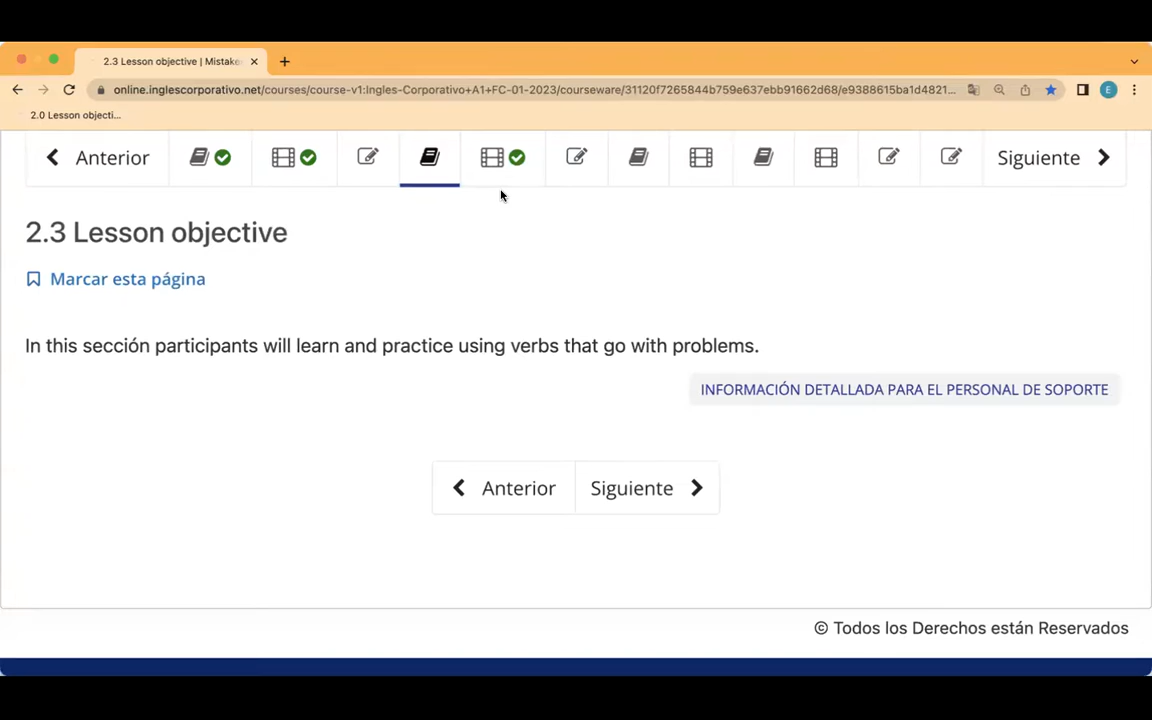 2.3 Lesson objective | Mistake
online.inglescorporativo.net/courses/course-v1:Ingles-Corporativo+A1+FC-01-2023/courseware/31120f7265844b759e637ebb91662d68/e9388615ba1d4821...
E
2.0 Lesson objecti...
Anterior
Siguiente
2.3 Lesson objective
Marcar esta página
In this sección participants will learn and practice using verbs that go with problems.
INFORMACIÓN DETALLADA PARA EL PERSONAL DE SOPORTE
Anterior
Siguiente
© Todos los Derechos están Reservados